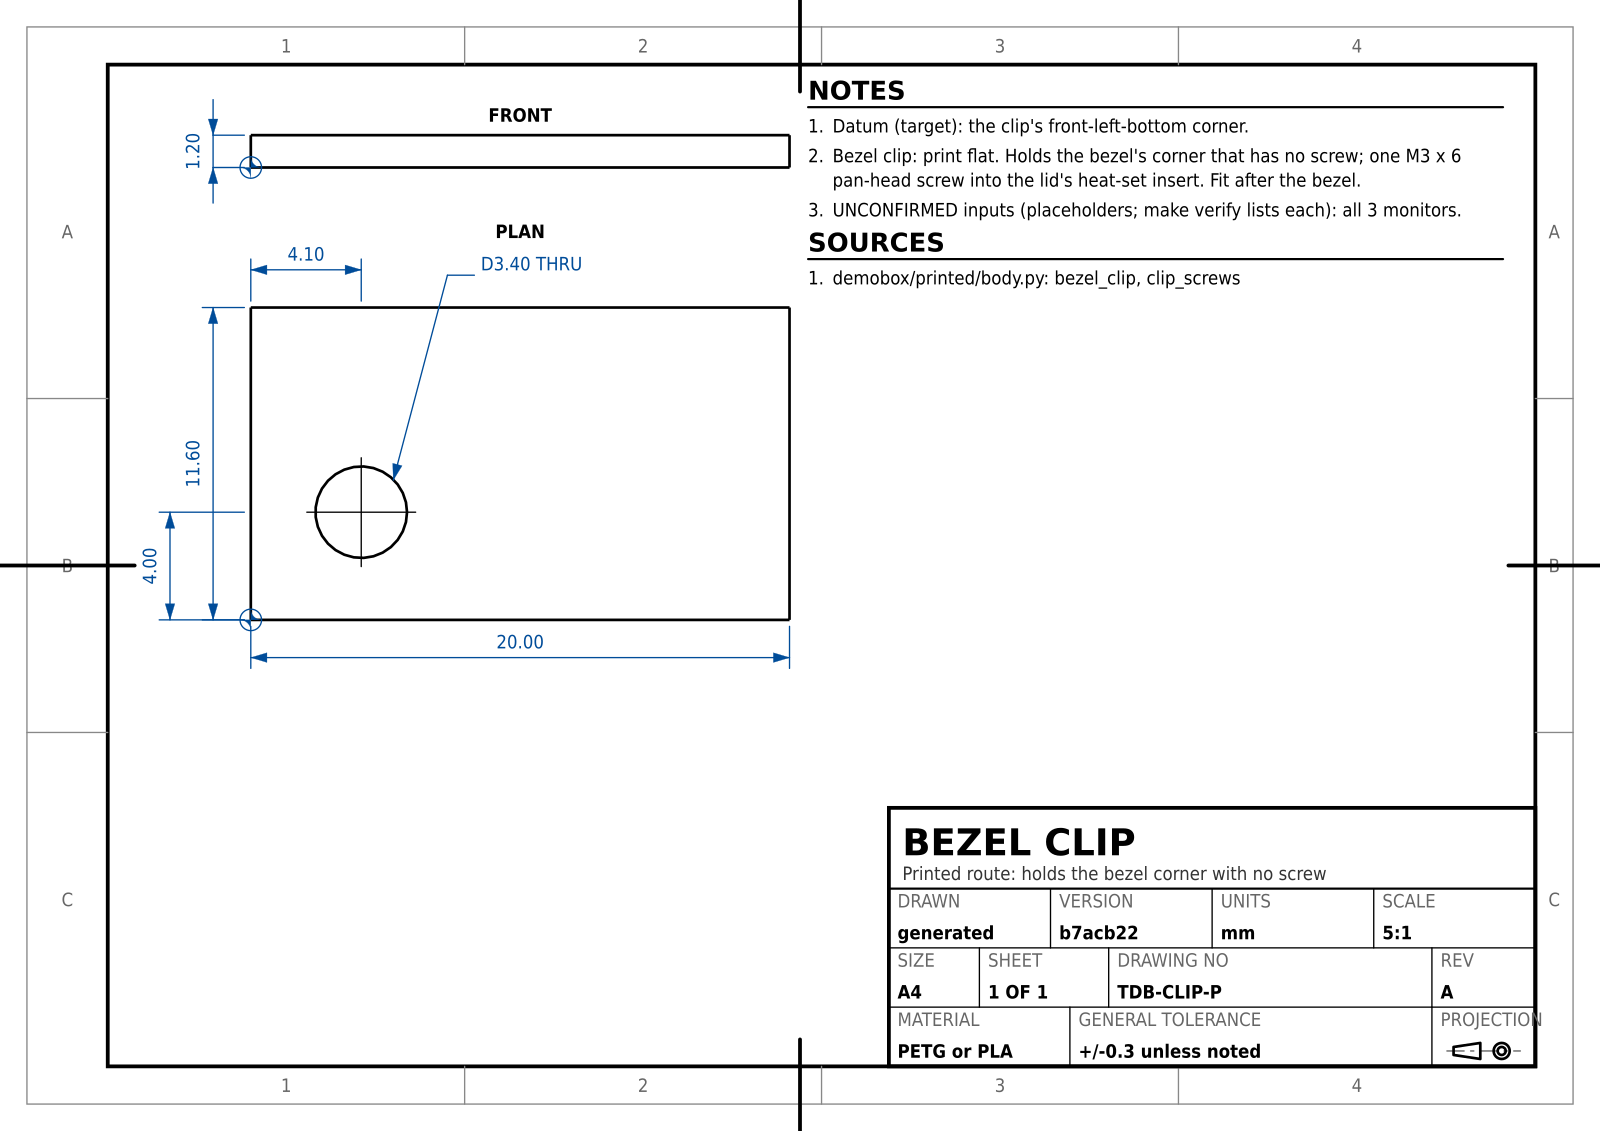 1 2 3 4
NOTES
1. Datum (target): the clip's front-left-bottom corner.
2. Bezel clip: print flat. Holds the bezel's corner that has no screw; one M3 x 6
pan-head screw into the lid's heat-set insert. Fit after the bezel.
3. UNCONFIRMED inputs (placeholders; make verify lists each): all 3 monitors.
SOURCES
1. demobox/printed/body.py: bezel_clip, clip_screws
FRONT
1.20
PLAN
4.10
D3.40 THRU
11.60
4.00
20.00
A A
B B
C C
BEZEL CLIP
Printed route: holds the bezel corner with no screw
DRAWN VERSION UNITS SCALE
generated b7acb22 mm 5:1
SIZE SHEET DRAWING NO REV
A4 1 OF 1 TDB-CLIP-P A
MATERIAL GENERAL TOLERANCE PROJECTION
PETG or PLA +/-0.3 unless noted
1 2 3 4